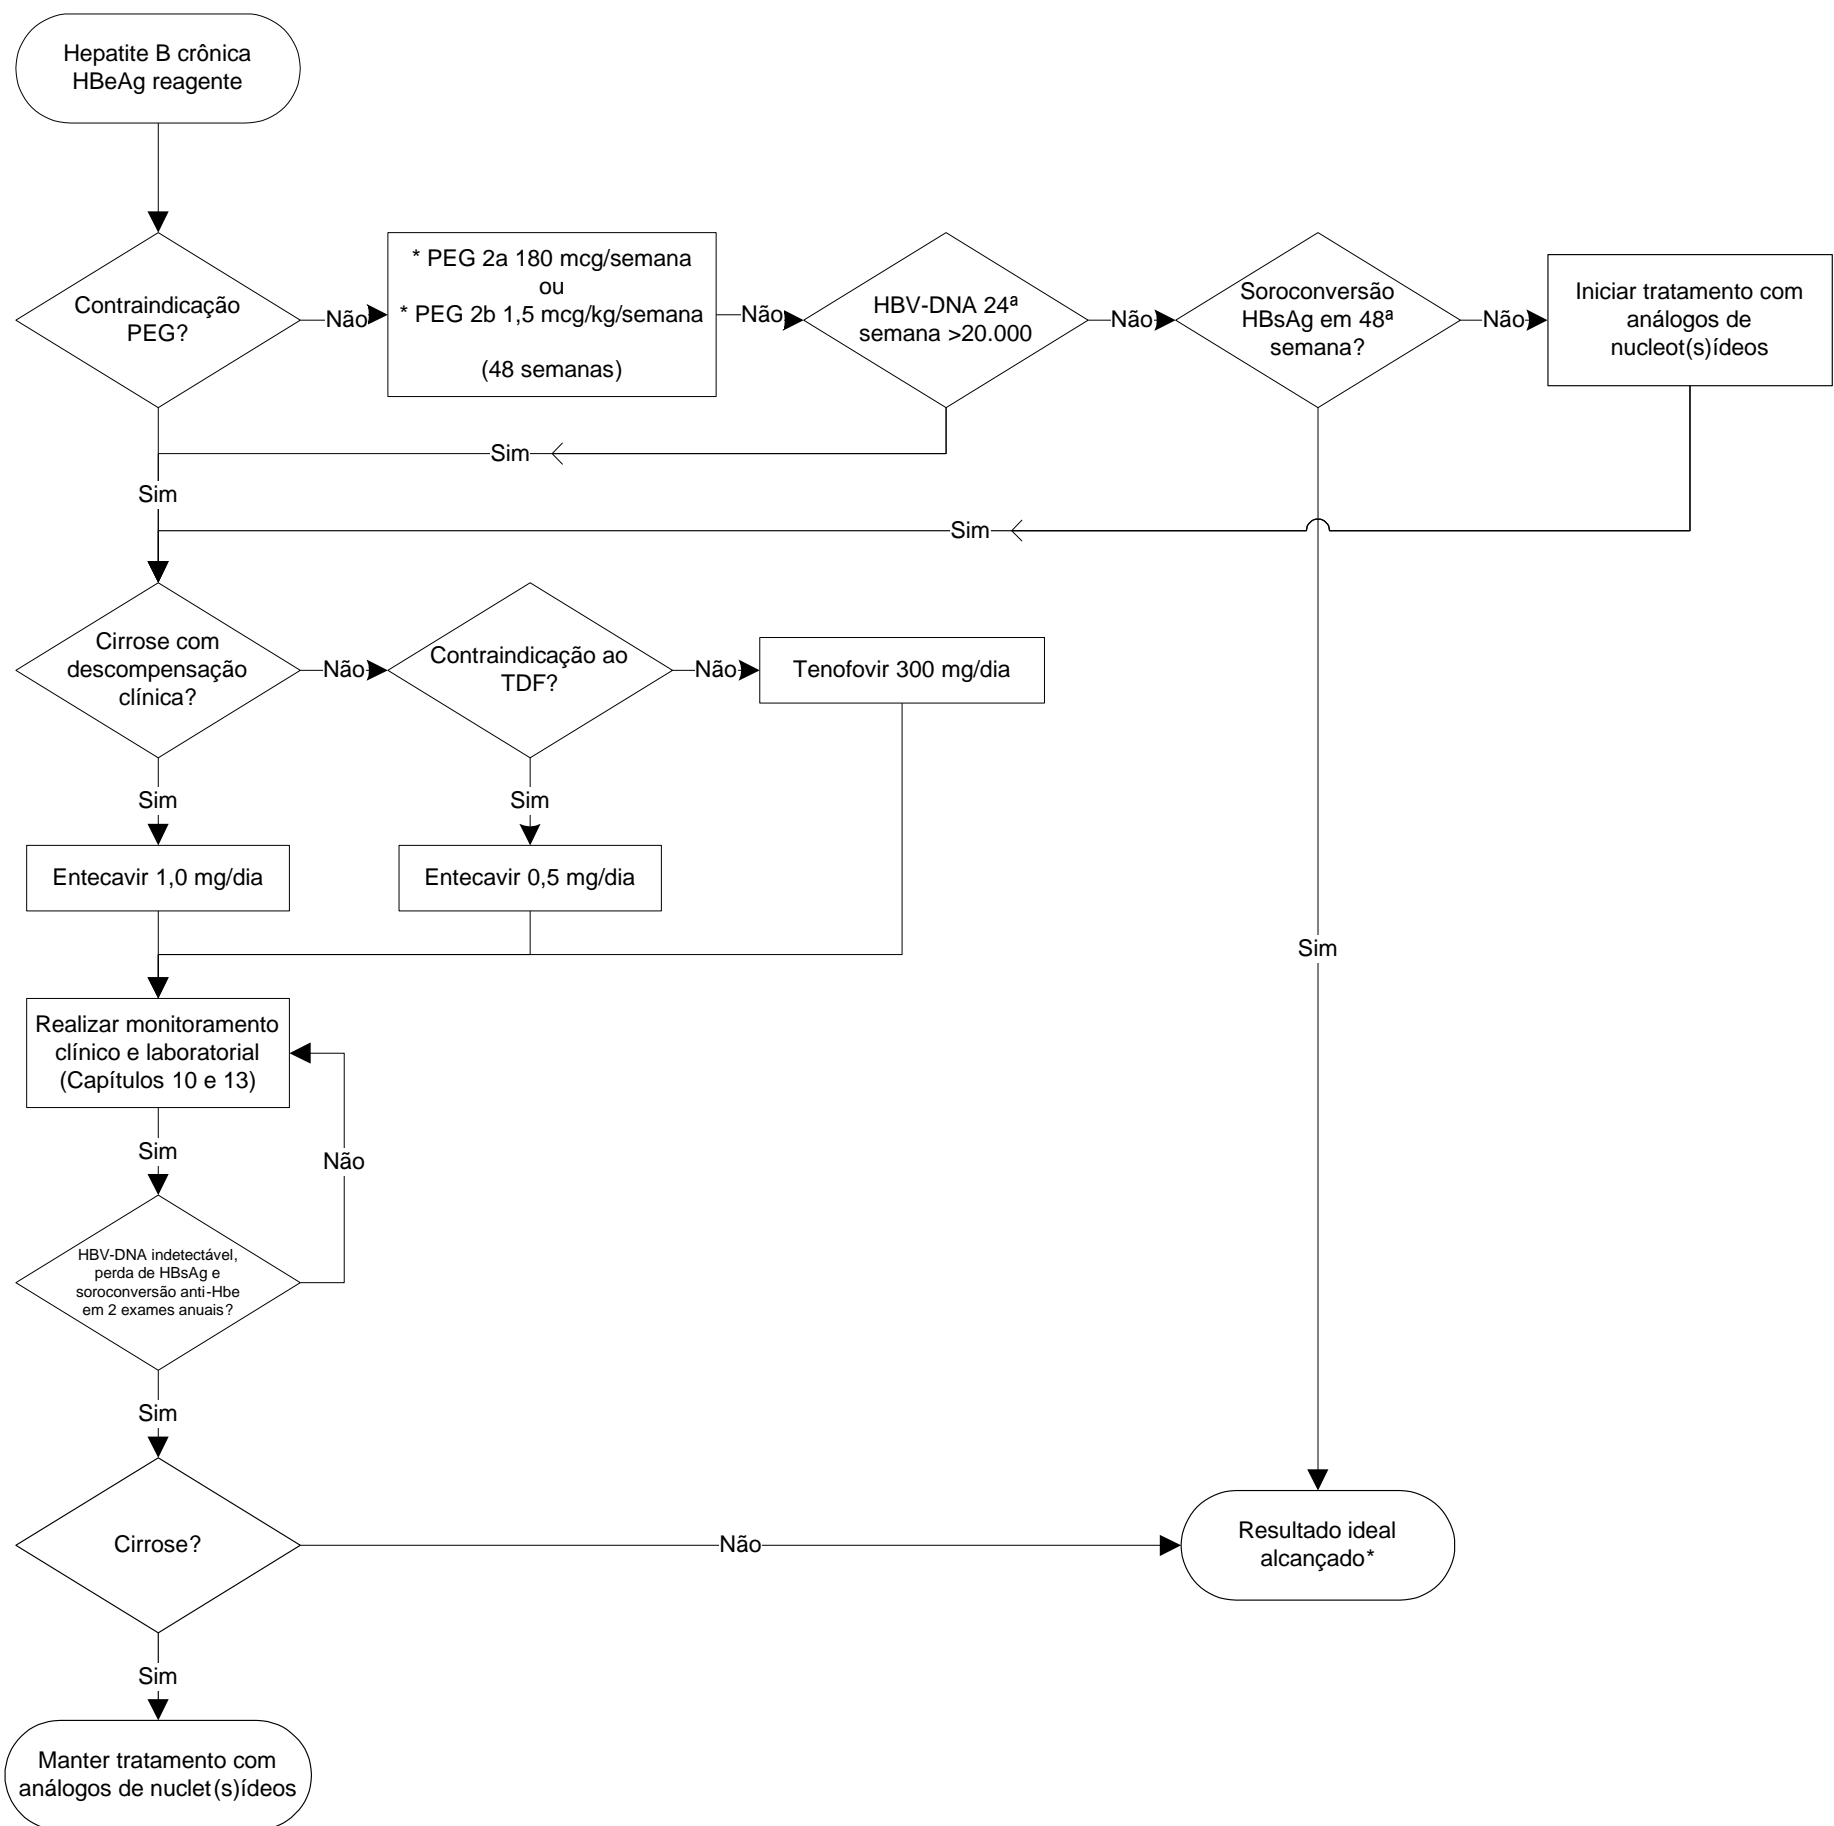 Hepatite B crônica
HBeAg reagente
Contraindicação
PEG?
Não
* PEG 2a 180 mcg/semana
ou
* PEG 2b 1,5 mcg/kg/semana
(48 semanas)
Não
HBV-DNA 24ª
semana >20.000
Não
Soroconversão
HBsAg em 48ª
semana?
Não
Iniciar tratamento com
análogos de
nucleot(s)ídeos
Sim
Sim
Sim
Cirrose com
descompensação
clínica?
Não
Contraindicação ao
TDF?
Não
Tenofovir 300 mg/dia
Sim
Sim
Entecavir 1,0 mg/dia
Entecavir 0,5 mg/dia
Sim
Realizar monitoramento
clínico e laboratorial
(Capítulos 10 e 13)
Sim
Não
HBV-DNA indetectável,
perda de HBsAg e
soroconversão anti-Hbe
em 2 exames anuais?
Sim
Cirrose?
Não
Resultado ideal
alcançado*
Sim
Manter tratamento com
análogos de nuclet(s)ídeos